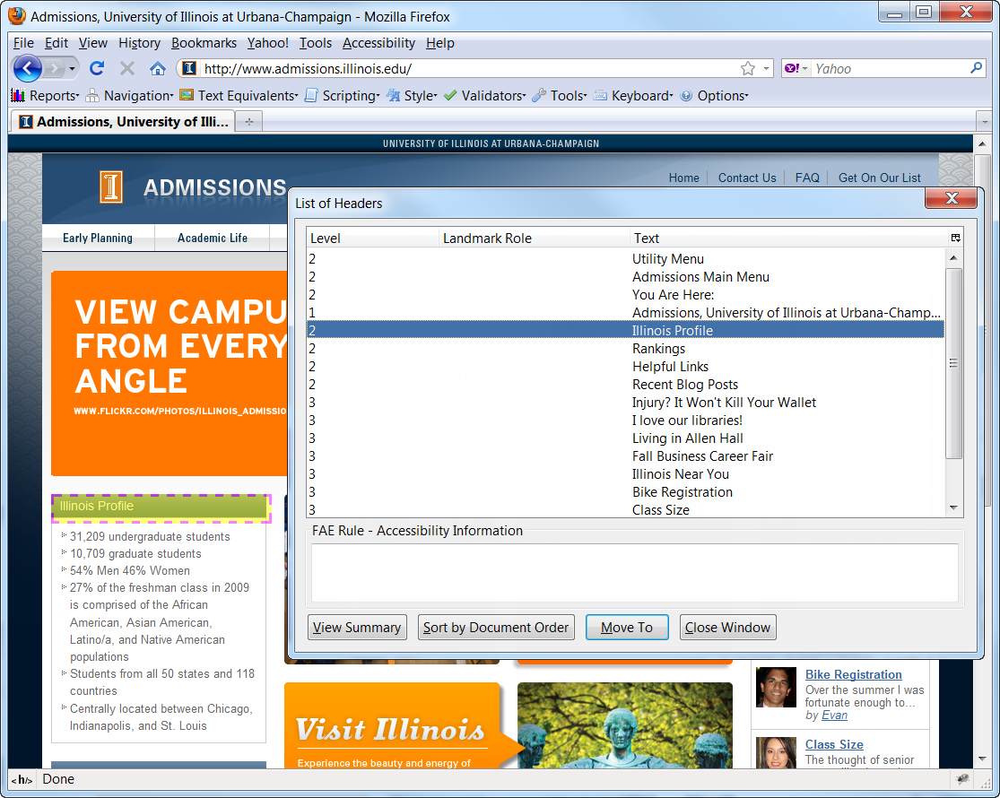 Admissions, University of Illinois at Urbana-Champaign - Mozilla Firefox
File Edit View History Bookmarks Yahoo! Tools Accessibility Help
http://www.admissions.illinois.edu/
Y! Yahoo
Reports Navigation Text Equivalents Scripting Style Validators Tools Keyboard Options
Admissions, University of Illi...
UNIVERSITY OF ILLINOIS AT URBANA-CHAMPAIGN
I ADMISSIONS
Home Contact Us FAQ Get On Our List
Early Planning Academic Life
VIEW CAMPU
FROM EVERY
ANGLE
WWW.FLICKR.COM/PHOTOS/ILLINOIS_ADMISSIO
Illinois Profile
31,209 undergraduate students
10,709 graduate students
54% Men 46% Women
27% of the freshman class in 2009
is comprised of the African
American, Asian American,
Latino/a, and Native American
populations
Students from all 50 states and 118
countries
Centrally located between Chicago,
Indianapolis, and St. Louis
List of Headers
Level Landmark Role Text
2 Utility Menu
2 Admissions Main Menu
2 You Are Here:
1 Admissions, University of Illinois at Urbana-Champ...
2 Illinois Profile
2 Rankings
2 Helpful Links
2 Recent Blog Posts
3 Injury? It Won't Kill Your Wallet
3 I love our libraries!
3 Living in Allen Hall
3 Fall Business Career Fair
3 Illinois Near You
3 Bike Registration
3 Class Size
FAE Rule - Accessibility Information
View Summary Sort by Document Order Move To Close Window
Visit Illinois
Experience the beauty and energy of
Bike Registration
Over the summer I was
fortunate enough to...
by Evan
Class Size
The thought of senior
<h/> Done